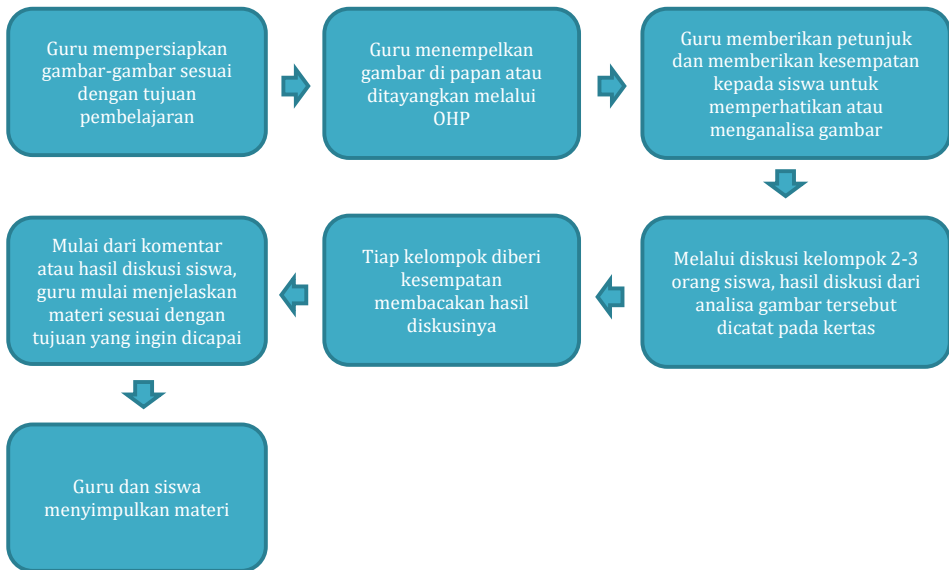 Guru mempersiapkan
gambar-gambar sesuai
dengan tujuan
pembelajaran
Guru menempelkan
gambar di papan atau
ditayangkan melalui
OHP
Guru memberikan petunjuk
dan memberikan kesempatan
kepada siswa untuk
memperhatikan atau
menganalisa gambar
Melalui diskusi kelompok 2-3
orang siswa, hasil diskusi dari
analisa gambar tersebut
dicatat pada kertas
Tiap kelompok diberi
kesempatan
membacakan hasil
diskusinya
Mulai dari komentar
atau hasil diskusi siswa,
guru mulai menjelaskan
materi sesuai dengan
tujuan yang ingin dicapai
Guru dan siswa
menyimpulkan materi